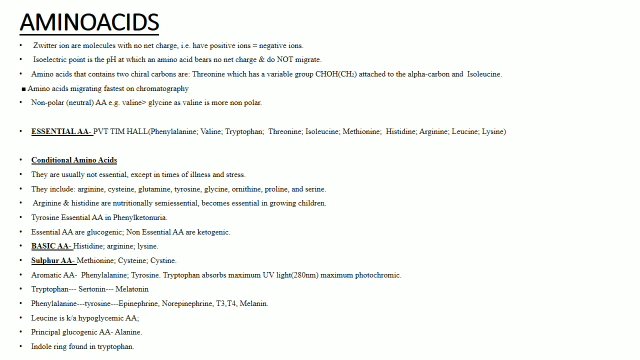 AMINOACIDS
• Zwitter ion are molecules with no net charge, i.e. have positive ions = negative ions.
• Isoelectric point is the pH at which an amino acid bears no net charge & do NOT migrate.
• Amino acids that contains two chiral carbons are: Threonine which has a variable group CHOH(CH₃) attached to the alpha-carbon and Isoleucine.
■ Amino acids migrating fastest on chromatography
• Non-polar (neutral) AA e.g. valine> glycine as valine is more non polar.
• ESSENTIAL AA- PVT TIM HALL(Phenylalanine; Valine; Tryptophan; Threonine; Isoleucine; Methionine; Histidine; Arginine; Leucine; Lysine)
• Conditional Amino Acids
• They are usually not essential, except in times of illness and stress.
• They include: arginine, cysteine, glutamine, tyrosine, glycine, ornithine, proline, and serine.
• Arginine & histidine are nutritionally semiessential, becomes essential in growing children.
• Tyrosine Essential AA in Phenylketonuria.
• Essential AA are glucogenic; Non Essential AA are ketogenic.
• BASIC AA- Histidine; arginine; lysine.
• Sulphur AA- Methionine; Cysteine; Cystine.
• Aromatic AA- Phenylalanine; Tyrosine. Tryptophan absorbs maximum UV light(280nm) maximum photochromic.
• Tryptophan--- Sertonin--- Melatonin
• Phenylalanine---tyrosine---Epinephrine, Norepinephrine, T3,T4, Melanin.
• Leucine is k/a hypoglycemic AA;
• Principal glucogenic AA- Alanine.
• Indole ring found in tryptophan.